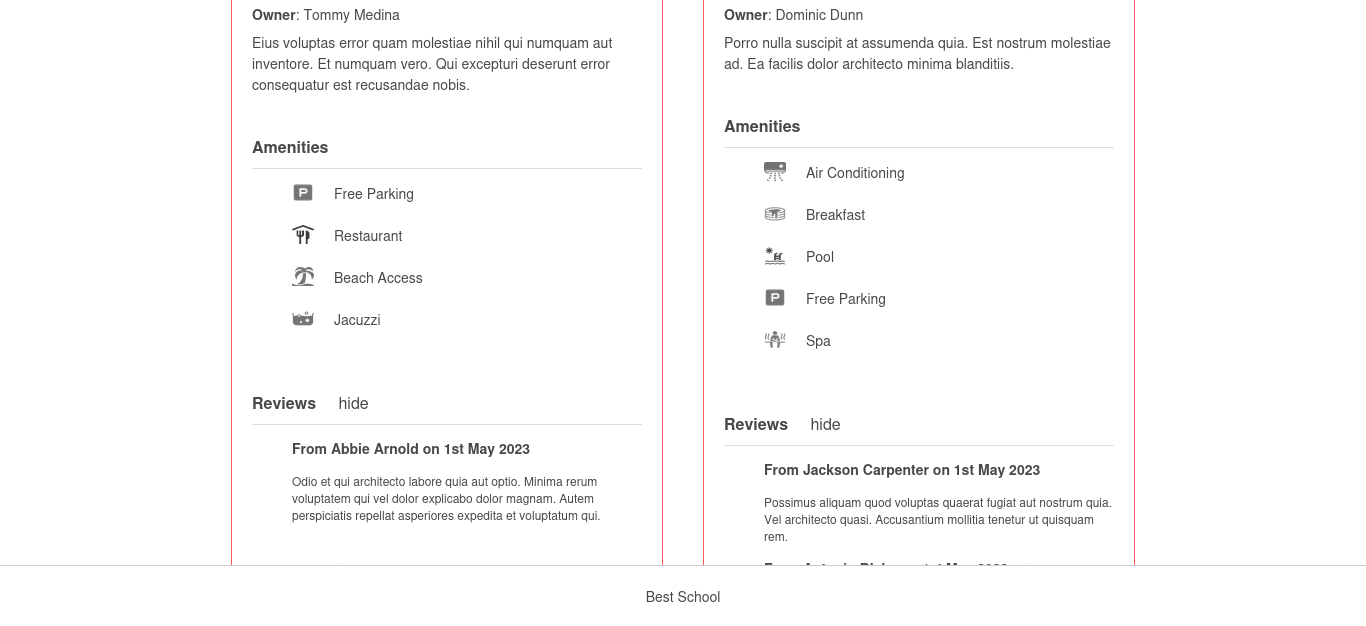 Owner: Tommy Medina
Eius voluptas error quam molestiae nihil qui numquam aut
inventore. Et numquam vero. Qui excepturi deserunt error
consequatur est recusandae nobis.
Amenities
Free Parking
Restaurant
Beach Access
Jacuzzi
Reviews hide
From Abbie Arnold on 1st May 2023
Odio et qui architecto labore quia aut optio. Minima rerum
voluptatem qui vel dolor explicabo dolor magnam. Autem
perspiciatis repellat asperiores expedita et voluptatum qui.
Owner: Dominic Dunn
Porro nulla suscipit at assumenda quia. Est nostrum molestiae
ad. Ea facilis dolor architecto minima blanditiis.
Amenities
Air Conditioning
Breakfast
Pool
Free Parking
Spa
Reviews hide
From Jackson Carpenter on 1st May 2023
Possimus aliquam quod voluptas quaerat fugiat aut nostrum quia.
Vel architecto quasi. Accusantium mollitia tenetur ut quisquam
rem.
Best School